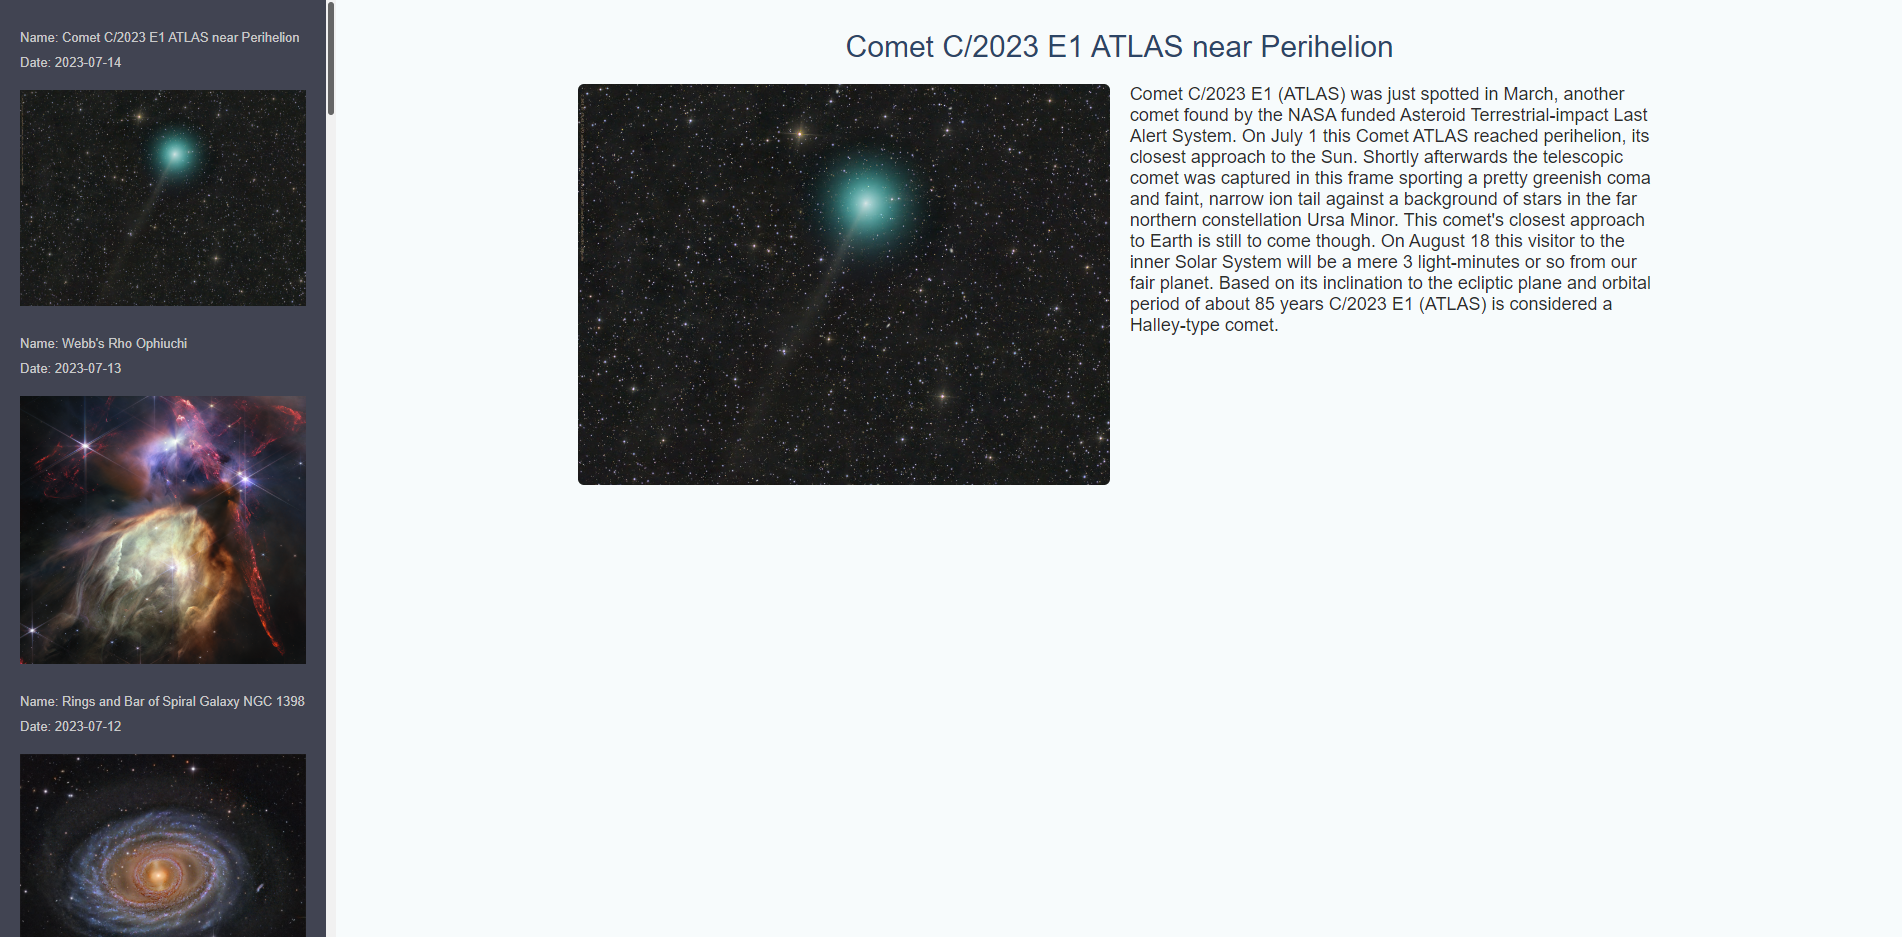 Name: Comet C/2023 E1 ATLAS near Perihelion
Date: 2023-07-14
Name: Webb's Rho Ophiuchi
Date: 2023-07-13
Name: Rings and Bar of Spiral Galaxy NGC 1398
Date: 2023-07-12
Comet C/2023 E1 ATLAS near Perihelion
Comet C/2023 E1 (ATLAS) was just spotted in March, another
comet found by the NASA funded Asteroid Terrestrial-impact Last
Alert System. On July 1 this Comet ATLAS reached perihelion, its
closest approach to the Sun. Shortly afterwards the telescopic
comet was captured in this frame sporting a pretty greenish coma
and faint, narrow ion tail against a background of stars in the far
northern constellation Ursa Minor. This comet's closest approach
to Earth is still to come though. On August 18 this visitor to the
inner Solar System will be a mere 3 light-minutes or so from our
fair planet. Based on its inclination to the ecliptic plane and orbital
period of about 85 years C/2023 E1 (ATLAS) is considered a
Halley-type comet.